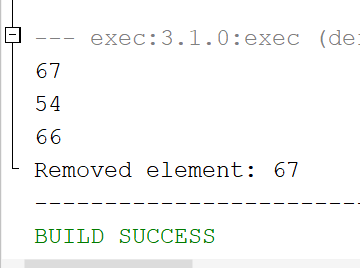 --- exec:3.1.0:exec (de
67
54
66
Removed element: 67
------------------------
BUILD SUCCESS